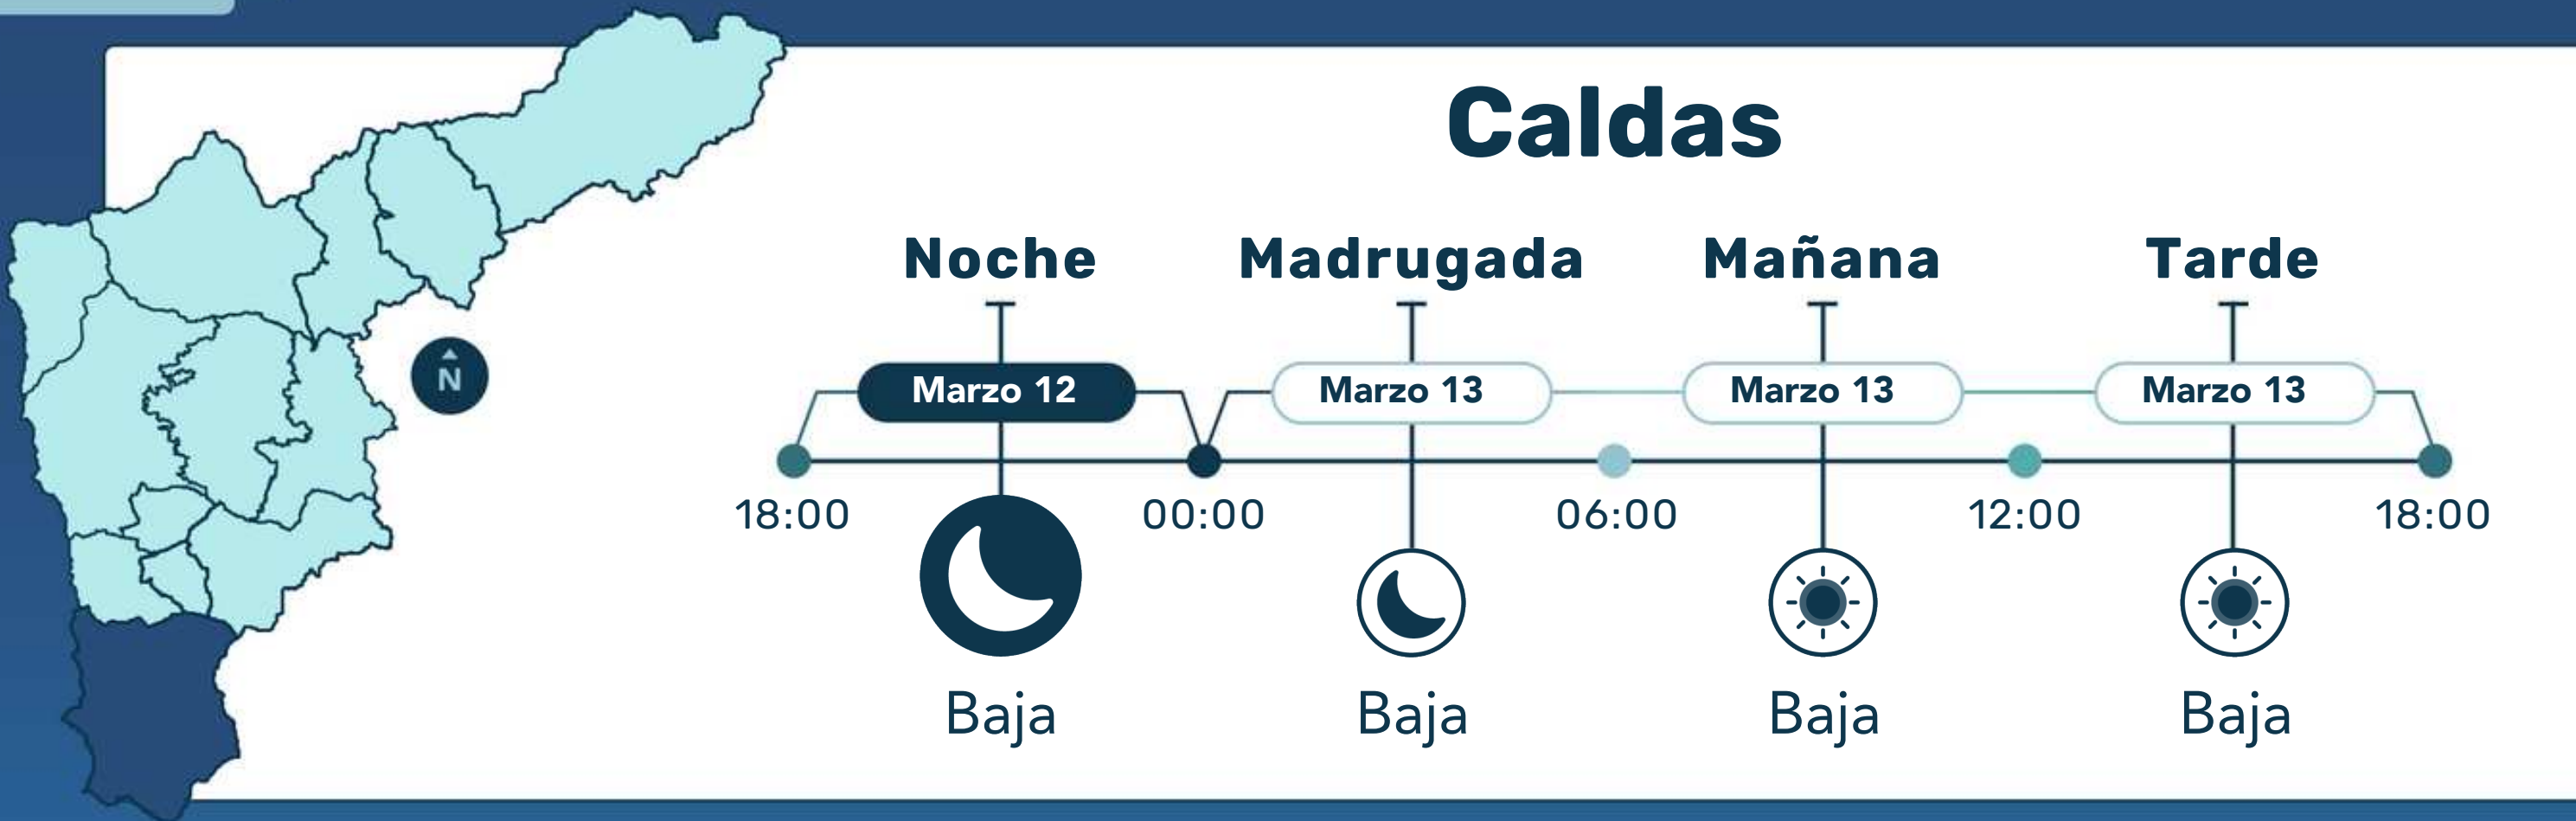 Caldas
Noche Madrugada Mañana Tarde
N
Marzo 12 Marzo 13 Marzo 13 Marzo 13
18:00 00:00 06:00 12:00 18:00
Baja Baja Baja Baja